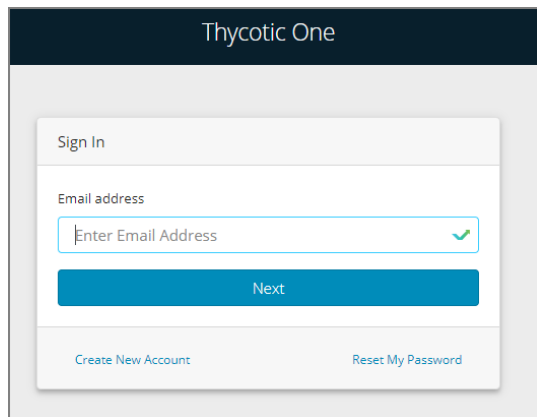 Thycotic One
Sign In
Email address
Enter Email Address
Next
Create New Account Reset My Password